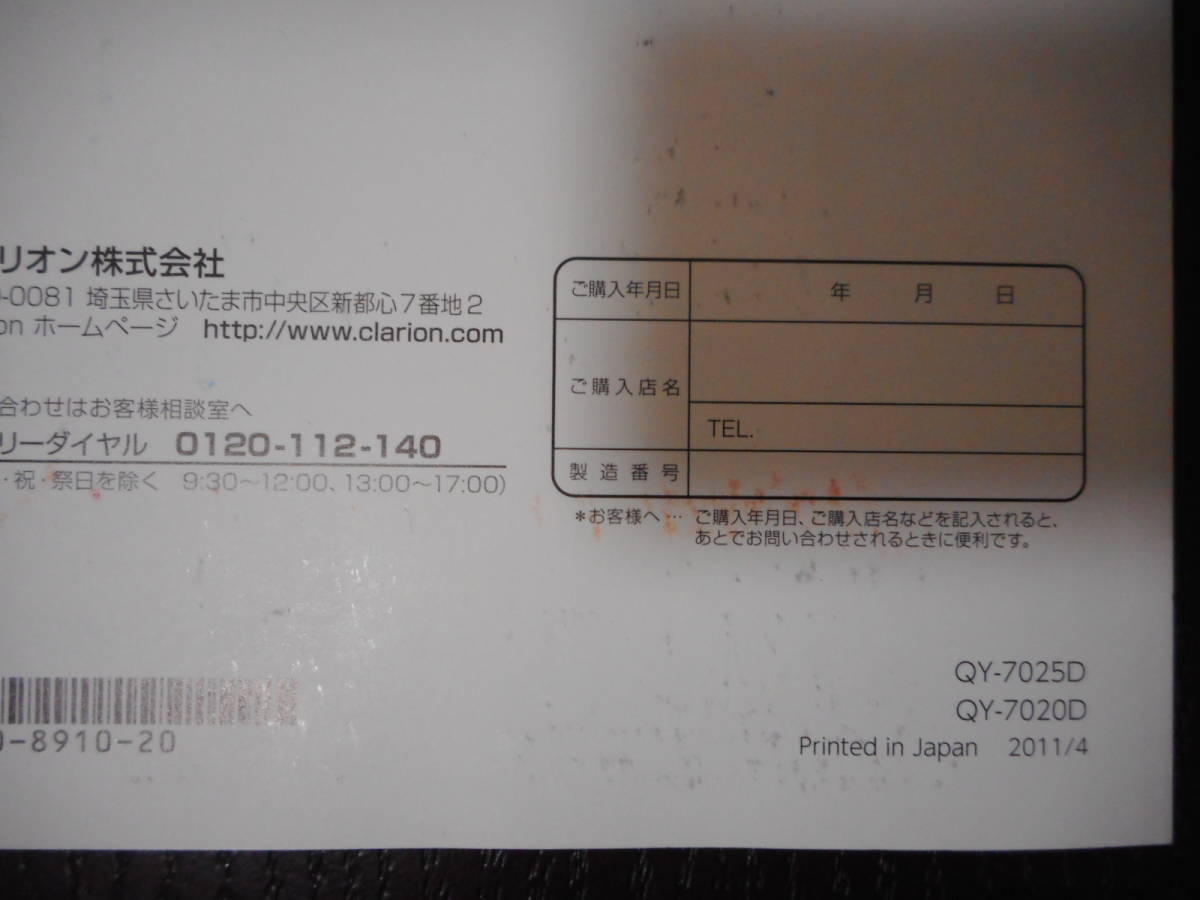 リオン株式会社
-0081 埼玉県さいたま市中央区新都心7番地2
on ホームページ http://www.clarion.com
合わせはお客様相談室へ
リーダイヤル 0120-112-140
・祝・祭日を除く 9:30～12:00、13:00～17:00)
ご購入年月日 年 月 日
ご購入店名
TEL.
製造番号
＊お客様へ… ご購入年月日、ご購入店名などを記入されると、
あとでお問い合わせされるときに便利です。
-8910-20
QY-7025D
QY-7020D
Printed in Japan 2011/4